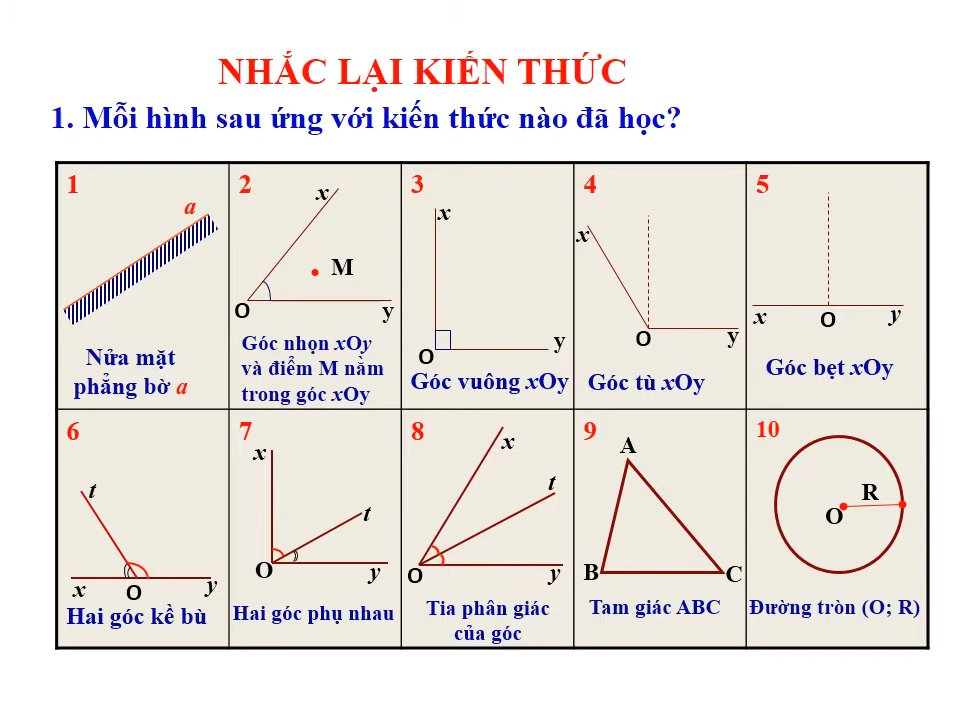 NHẮC LẠI KIẾN THỨC
1. Mỗi hình sau ứng với kiến thức nào đã học?
1
a
Nửa mặt
phẳng bờ a
2
x
M
O
y
Góc nhọn xOy
và điểm M nằm
trong góc xOy
3
x
O
y
Góc vuông xOy
4
x
O
y
Góc tù xOy
5
x
O
y
Góc bẹt xOy
6
t
x
O
y
Hai góc kề bù
7
x
t
O
y
Hai góc phụ nhau
8
x
t
O
y
Tia phân giác
của góc
9
A
B
C
Tam giác ABC
10
R
O
Đường tròn (O; R)